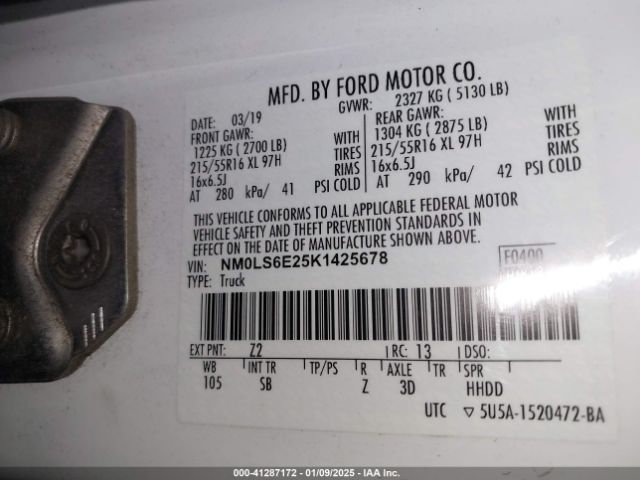 MFD. BY FORD MOTOR CO.
DATE: 03/19 GVWR: 2327 KG ( 5130 LB)
FRONT GAWR: REAR GAWR:
1225 KG ( 2700 LB) WITH 1304 KG ( 2875 LB) WITH
215/55R16 XL 97H TIRES 215/55R16 XL 97H TIRES
16x6.5J RIMS 16x6.5J RIMS
AT 280 kPa/ 41 PSI COLD AT 290 kPa/ 42 PSI COLD
THIS VEHICLE CONFORMS TO ALL APPLICABLE FEDERAL MOTOR
VEHICLE SAFETY AND THEFT PREVENTION STANDARDS IN
EFFECT ON THE DATE OF MANUFACTURE SHOWN ABOVE.
VIN: NM0LS6E25K1425678 F0400
TYPE: Truck
EXT PNT: Z2 RC: 13 DSO:
WB INT TR TP/PS R AXLE TR SPR
105 SB Z 3D HHDD
UTC ▽ 5U5A-1520472-BA
000-41287172 | 01/09/2025 | IAA Inc.